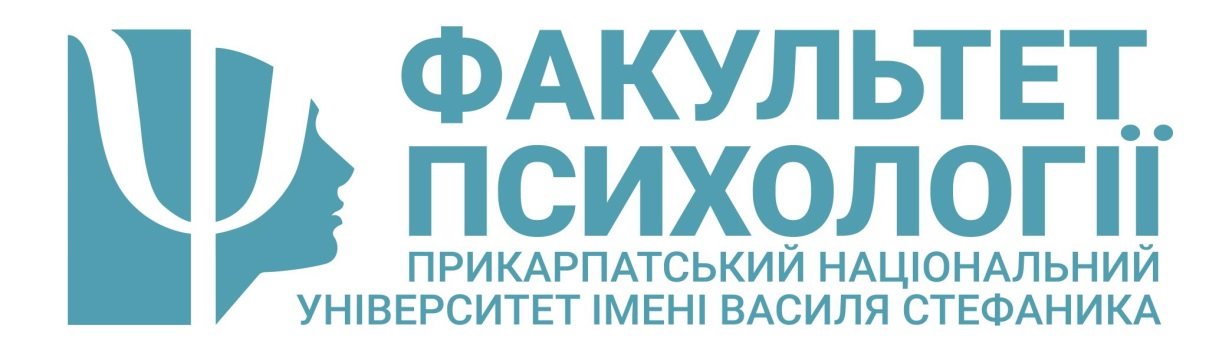 ФАКУЛЬТЕТ
ПСИХОЛОГІЇ
ПРИКАРПАТСЬКИЙ НАЦІОНАЛЬНИЙ
УНІВЕРСИТЕТ ІМЕНІ ВАСИЛЯ СТЕФАНИКА